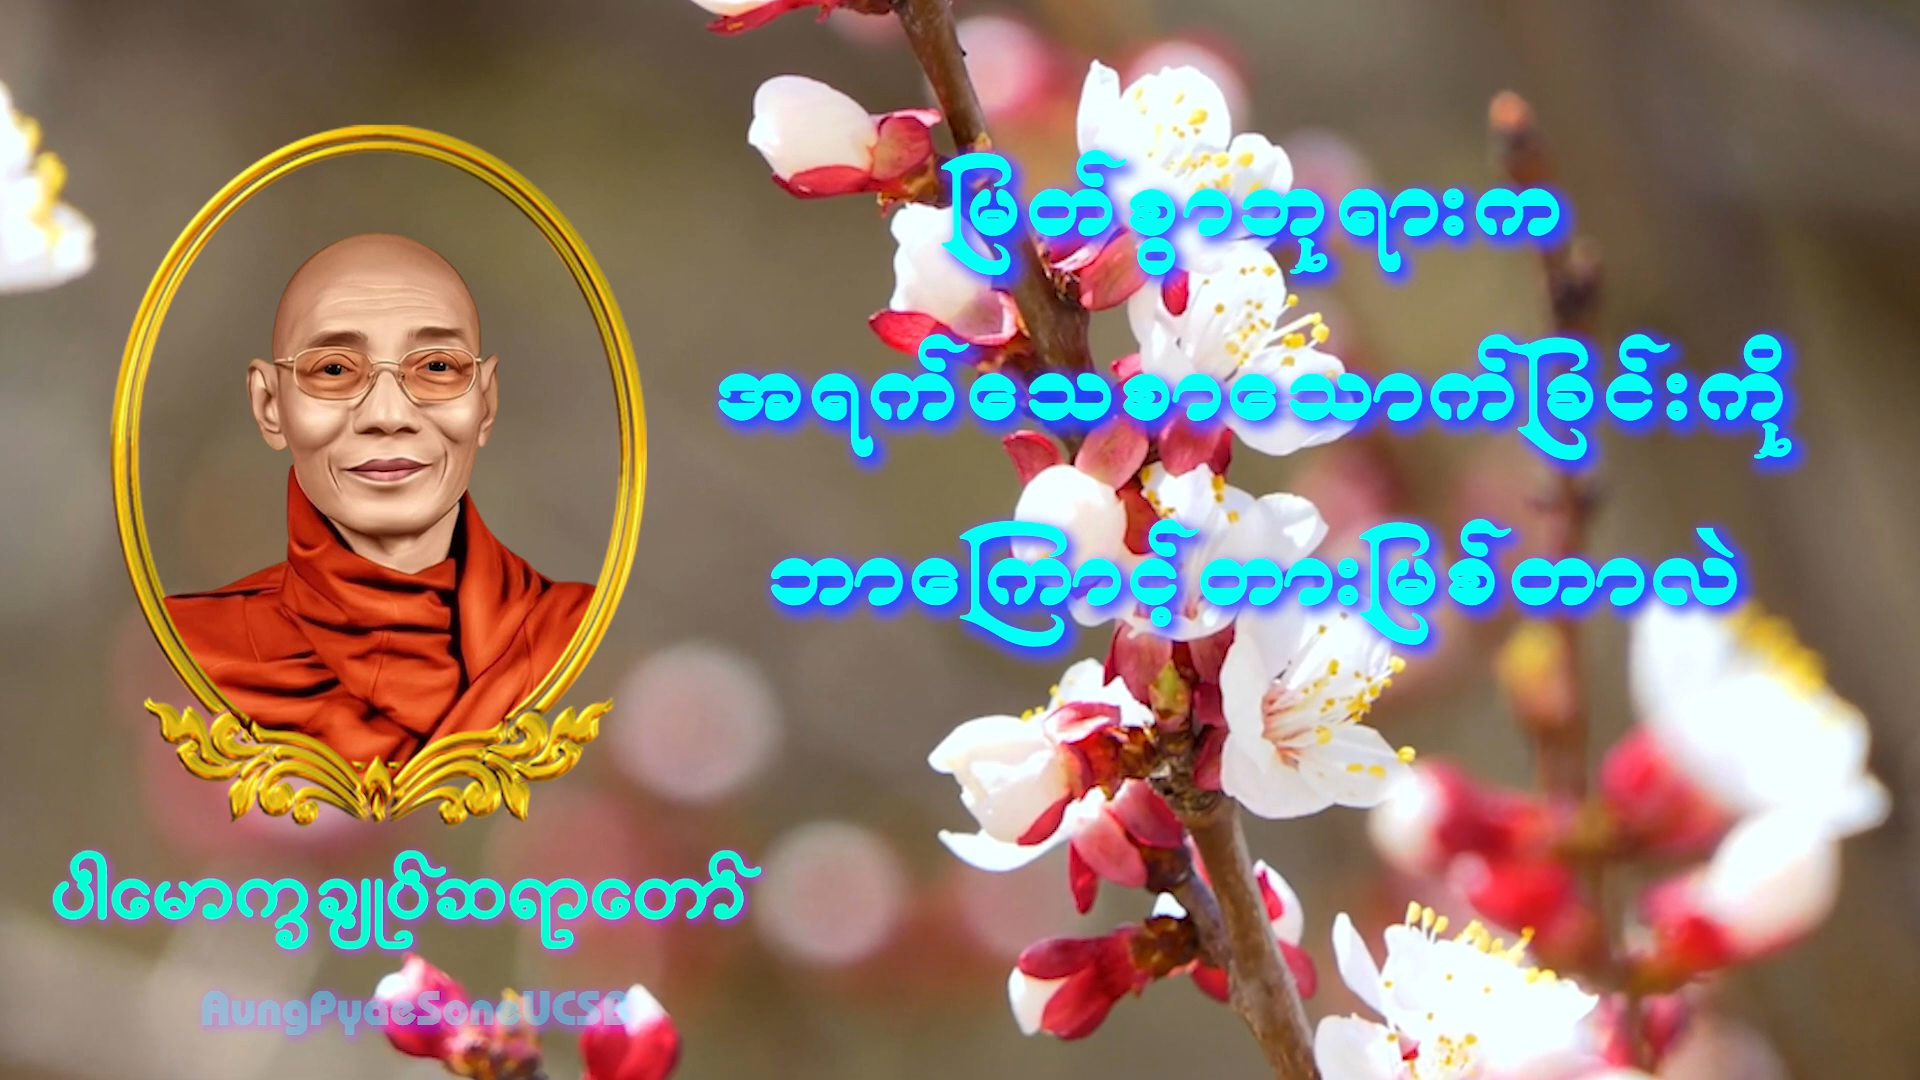 မြတ်စွာဘုရားက
အရက်သေစာသောက်ခြင်းကို
ဘာကြောင့်တားမြစ်တာလဲ
ပါမောက္ခချုပ်ဆရာတော်
AungPyaeSoneUCSB